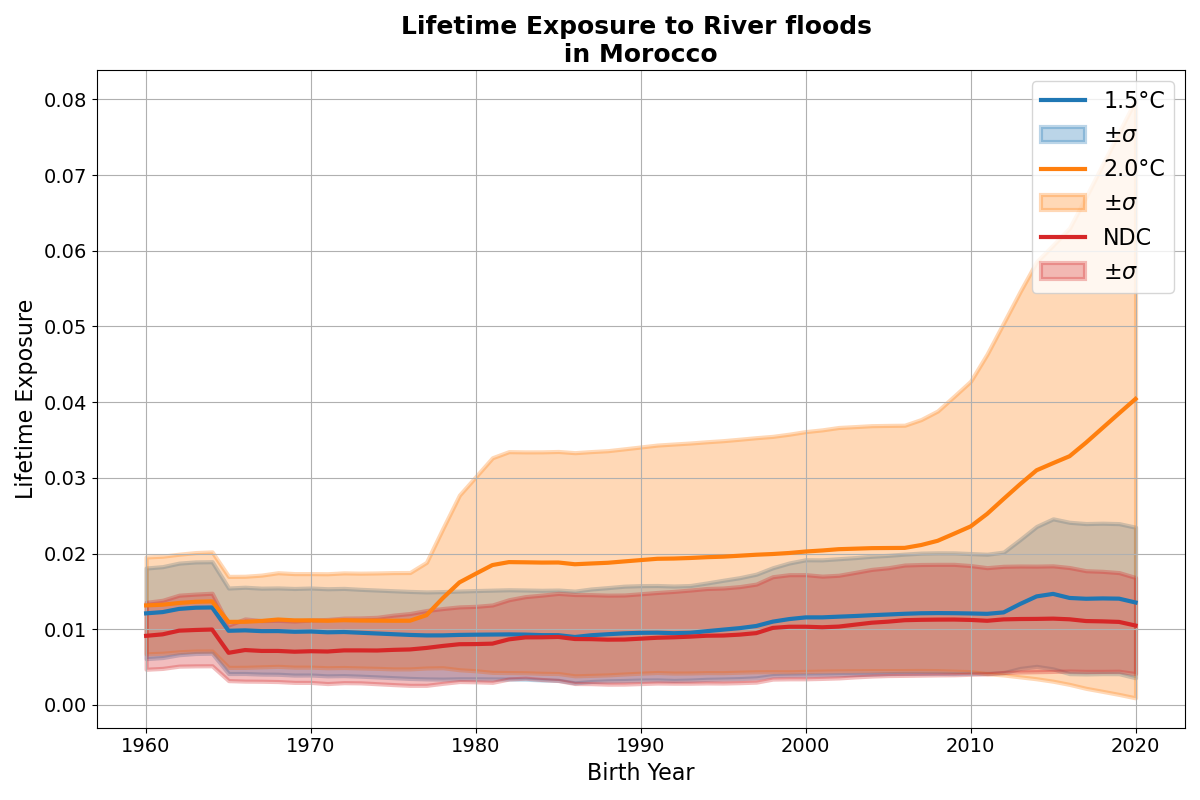 Lifetime Exposure to River floods
in Morocco
Lifetime Exposure
0.08
0.07
0.06
0.05
0.04
0.03
0.02
0.01
0.00
1.5°C
±σ
2.0°C
±σ
NDC
±σ
1960
1970
1980
1990
2000
2010
2020
Birth Year